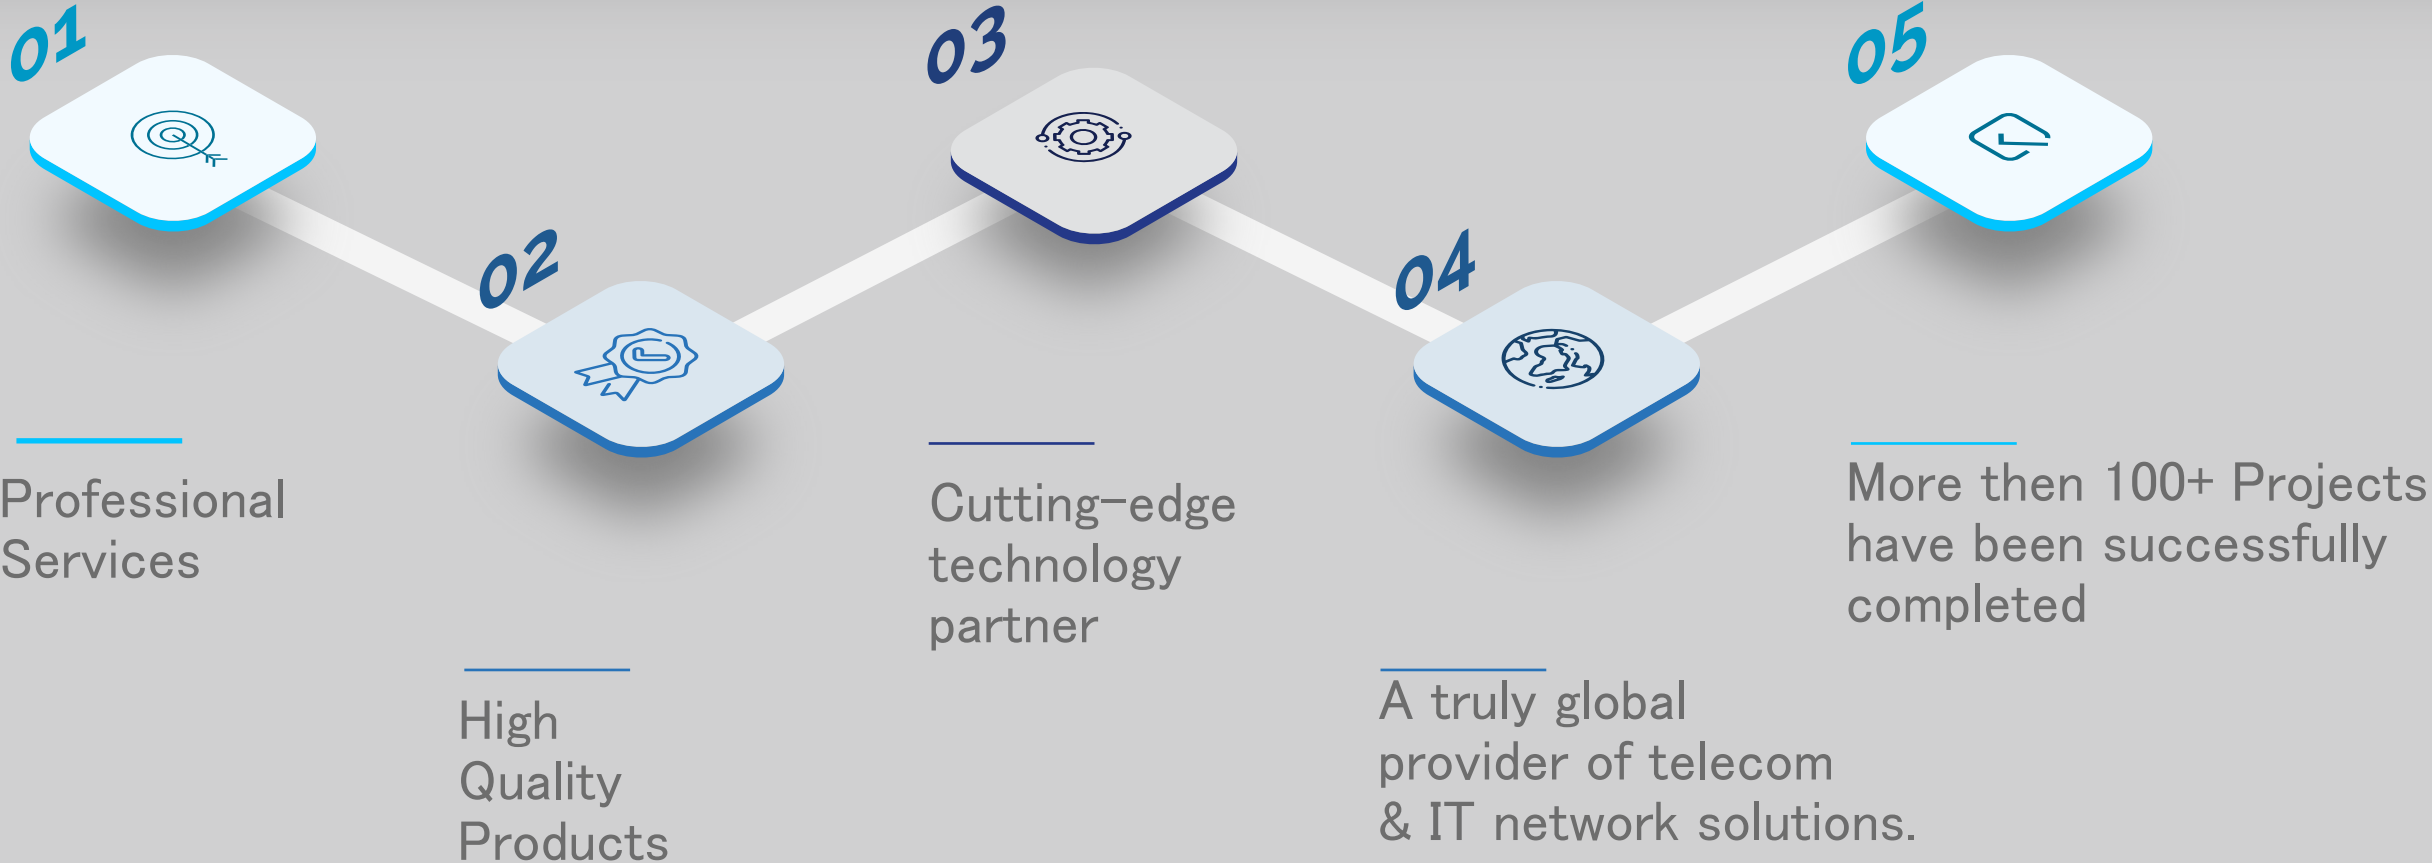 01
Professional
Services
02
High
Quality
Products
03
Cutting-edge
technology
partner
04
A truly global
provider of telecom
& IT network solutions.
05
More then 100+ Projects
have been successfully
completed